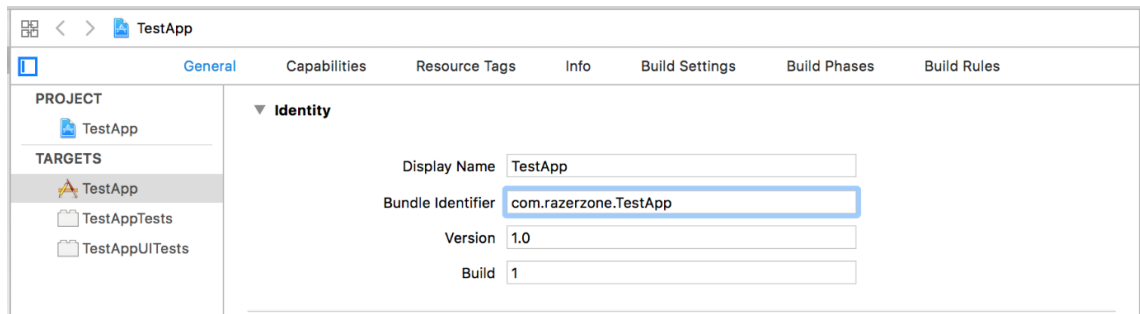 TestApp
General Capabilities Resource Tags Info Build Settings Build Phases Build Rules
PROJECT
TestApp
TARGETS
TestApp
TestAppTests
TestAppUITests
Identity
Display Name TestApp
Bundle Identifier com.razerzone.TestApp
Version 1.0
Build 1